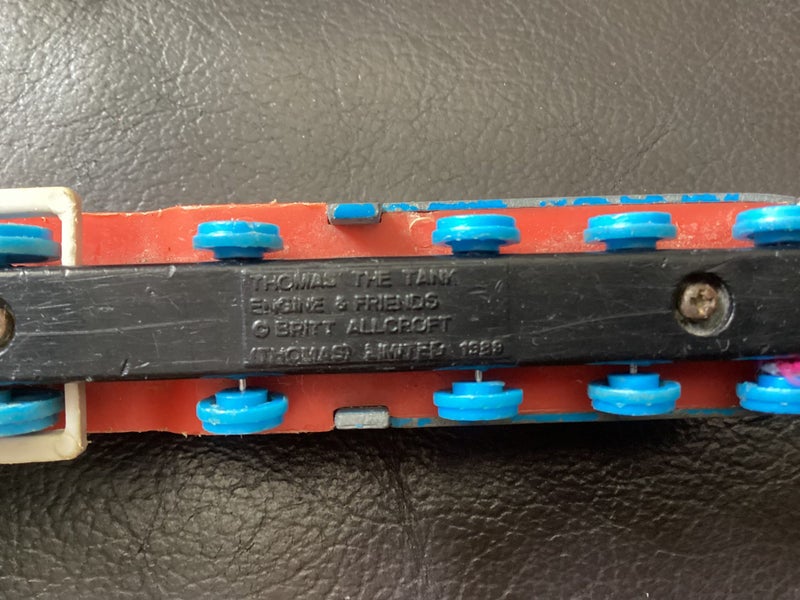 THOMAS THE TANK
ENGINE & FRIENDS
© BRITT ALLCROFT
(THOMAS) LIMITED 1989